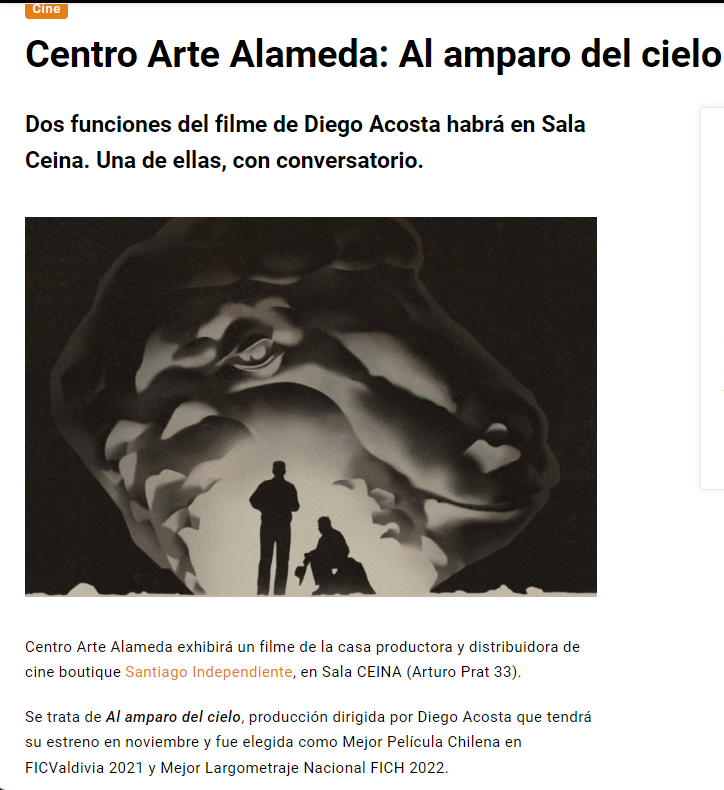 Cine
Centro Arte Alameda: Al amparo del cielo
Dos funciones del filme de Diego Acosta habrá en Sala
Ceina. Una de ellas, con conversatorio.
Centro Arte Alameda exhibirá un filme de la casa productora y distribuidora de
cine boutique Santiago Independiente, en Sala CEINA (Arturo Prat 33).
Se trata de Al amparo del cielo, producción dirigida por Diego Acosta que tendrá
su estreno en noviembre y fue elegida como Mejor Película Chilena en
FICValdivia 2021 y Mejor Largometraje Nacional FICH 2022.